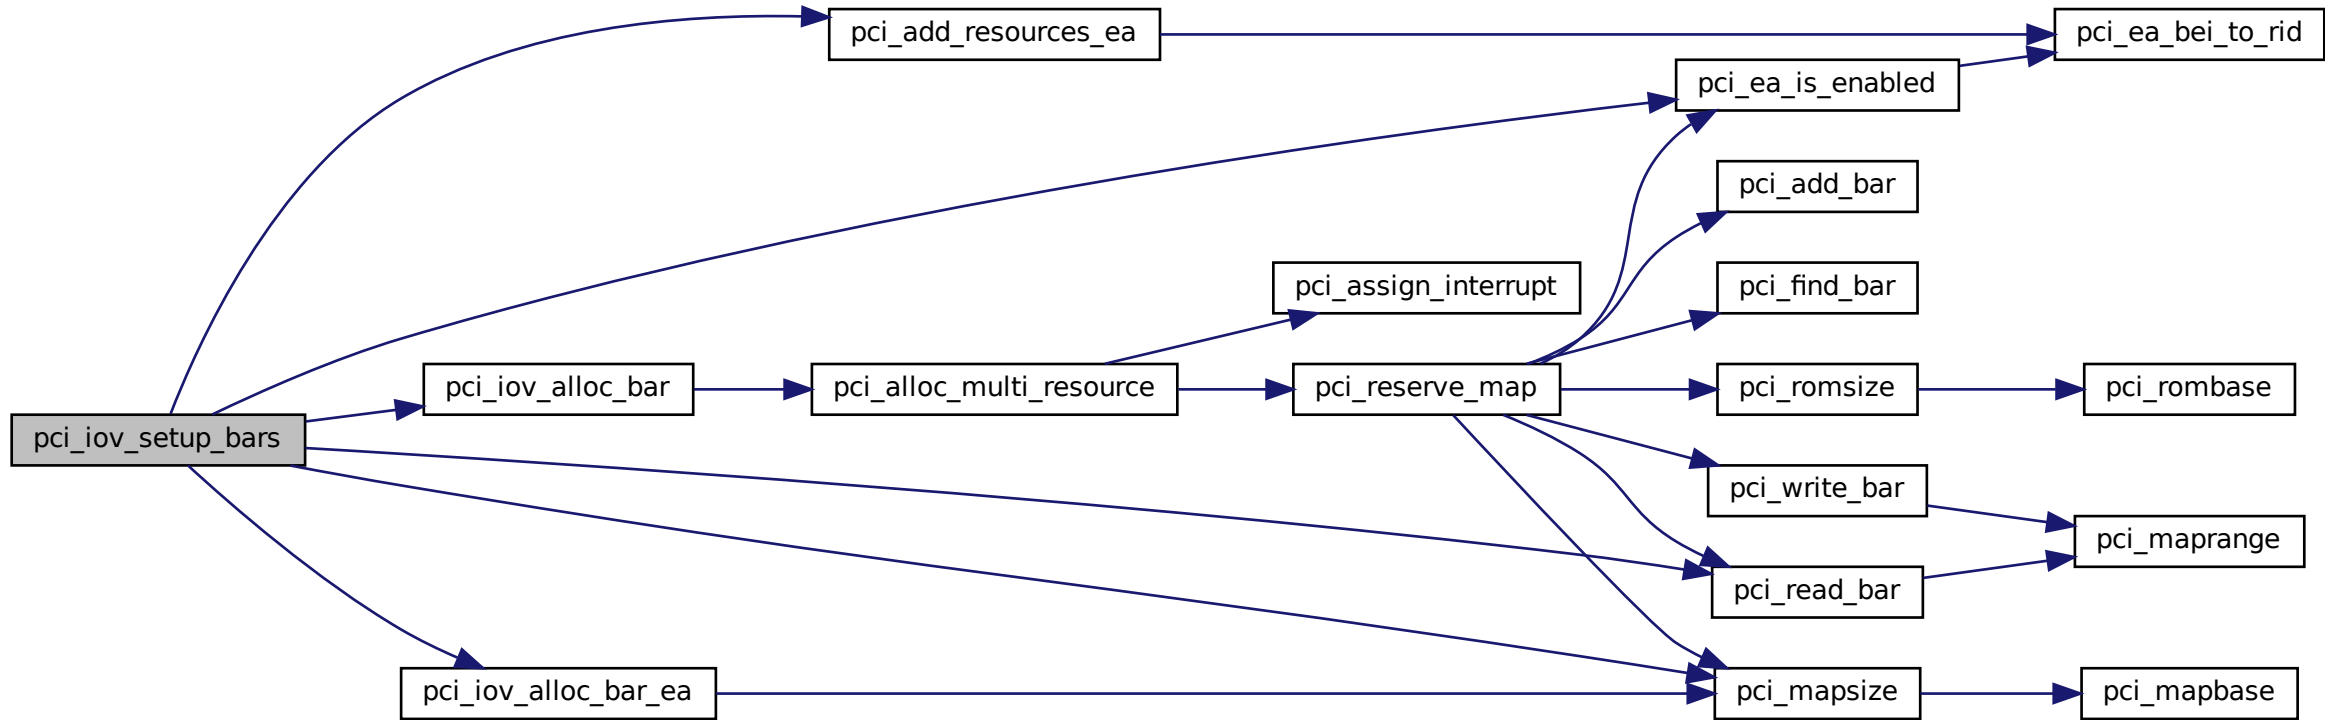 pci_add_resources_ea
pci_ea_bei_to_rid
pci_ea_is_enabled
pci_add_bar
pci_assign_interrupt
pci_find_bar
pci_iov_alloc_bar
pci_alloc_multi_resource
pci_reserve_map
pci_romsize
pci_rombase
pci_iov_setup_bars
pci_write_bar
pci_maprange
pci_read_bar
pci_iov_alloc_bar_ea
pci_mapsize
pci_mapbase